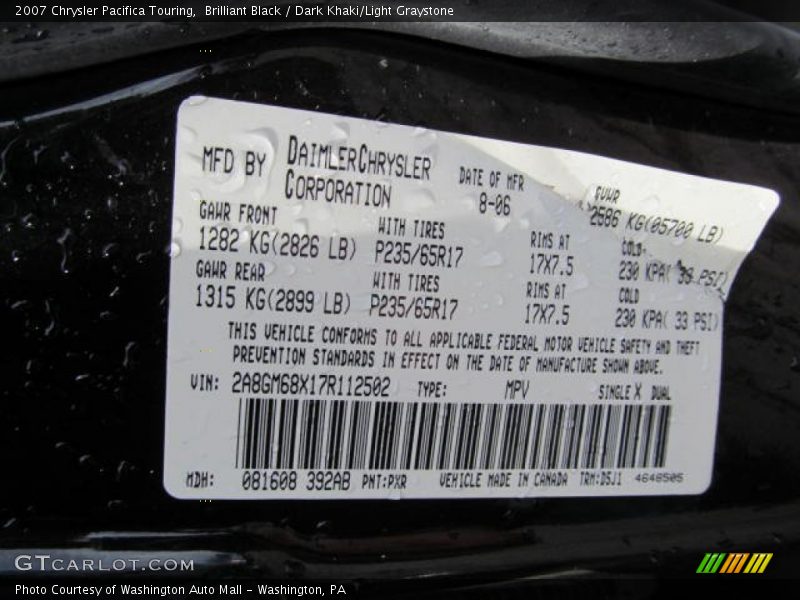 2007 Chrysler Pacifica Touring,  Brilliant Black / Dark Khaki/Light Graystone
MFD BY DAIMLERCHRYSLER CORPORATION
DATE OF MFR 8-06
GVWR 2586 KG(05700 LB)
GAWR FRONT WITH TIRES RIMS AT COLD
1282 KG(2826 LB) P235/65R17 17X7.5 230 KPA( 33 PSI)
GAWR REAR WITH TIRES RIMS AT COLD
1315 KG(2899 LB) P235/65R17 17X7.5 230 KPA( 33 PSI)
THIS VEHICLE CONFORMS TO ALL APPLICABLE FEDERAL MOTOR VEHICLE SAFETY AND THEFT
PREVENTION STANDARDS IN EFFECT ON THE DATE OF MANUFACTURE SHOWN ABOVE.
VIN: 2A8GM68X17R112502 TYPE: MPV SINGLE X DUAL
MDH: 081608 392AB PNT:PXR VEHICLE MADE IN CANADA TRM:D5J1 4648505
GTCARLOT.COM
Photo Courtesy of Washington Auto Mall - Washington, PA